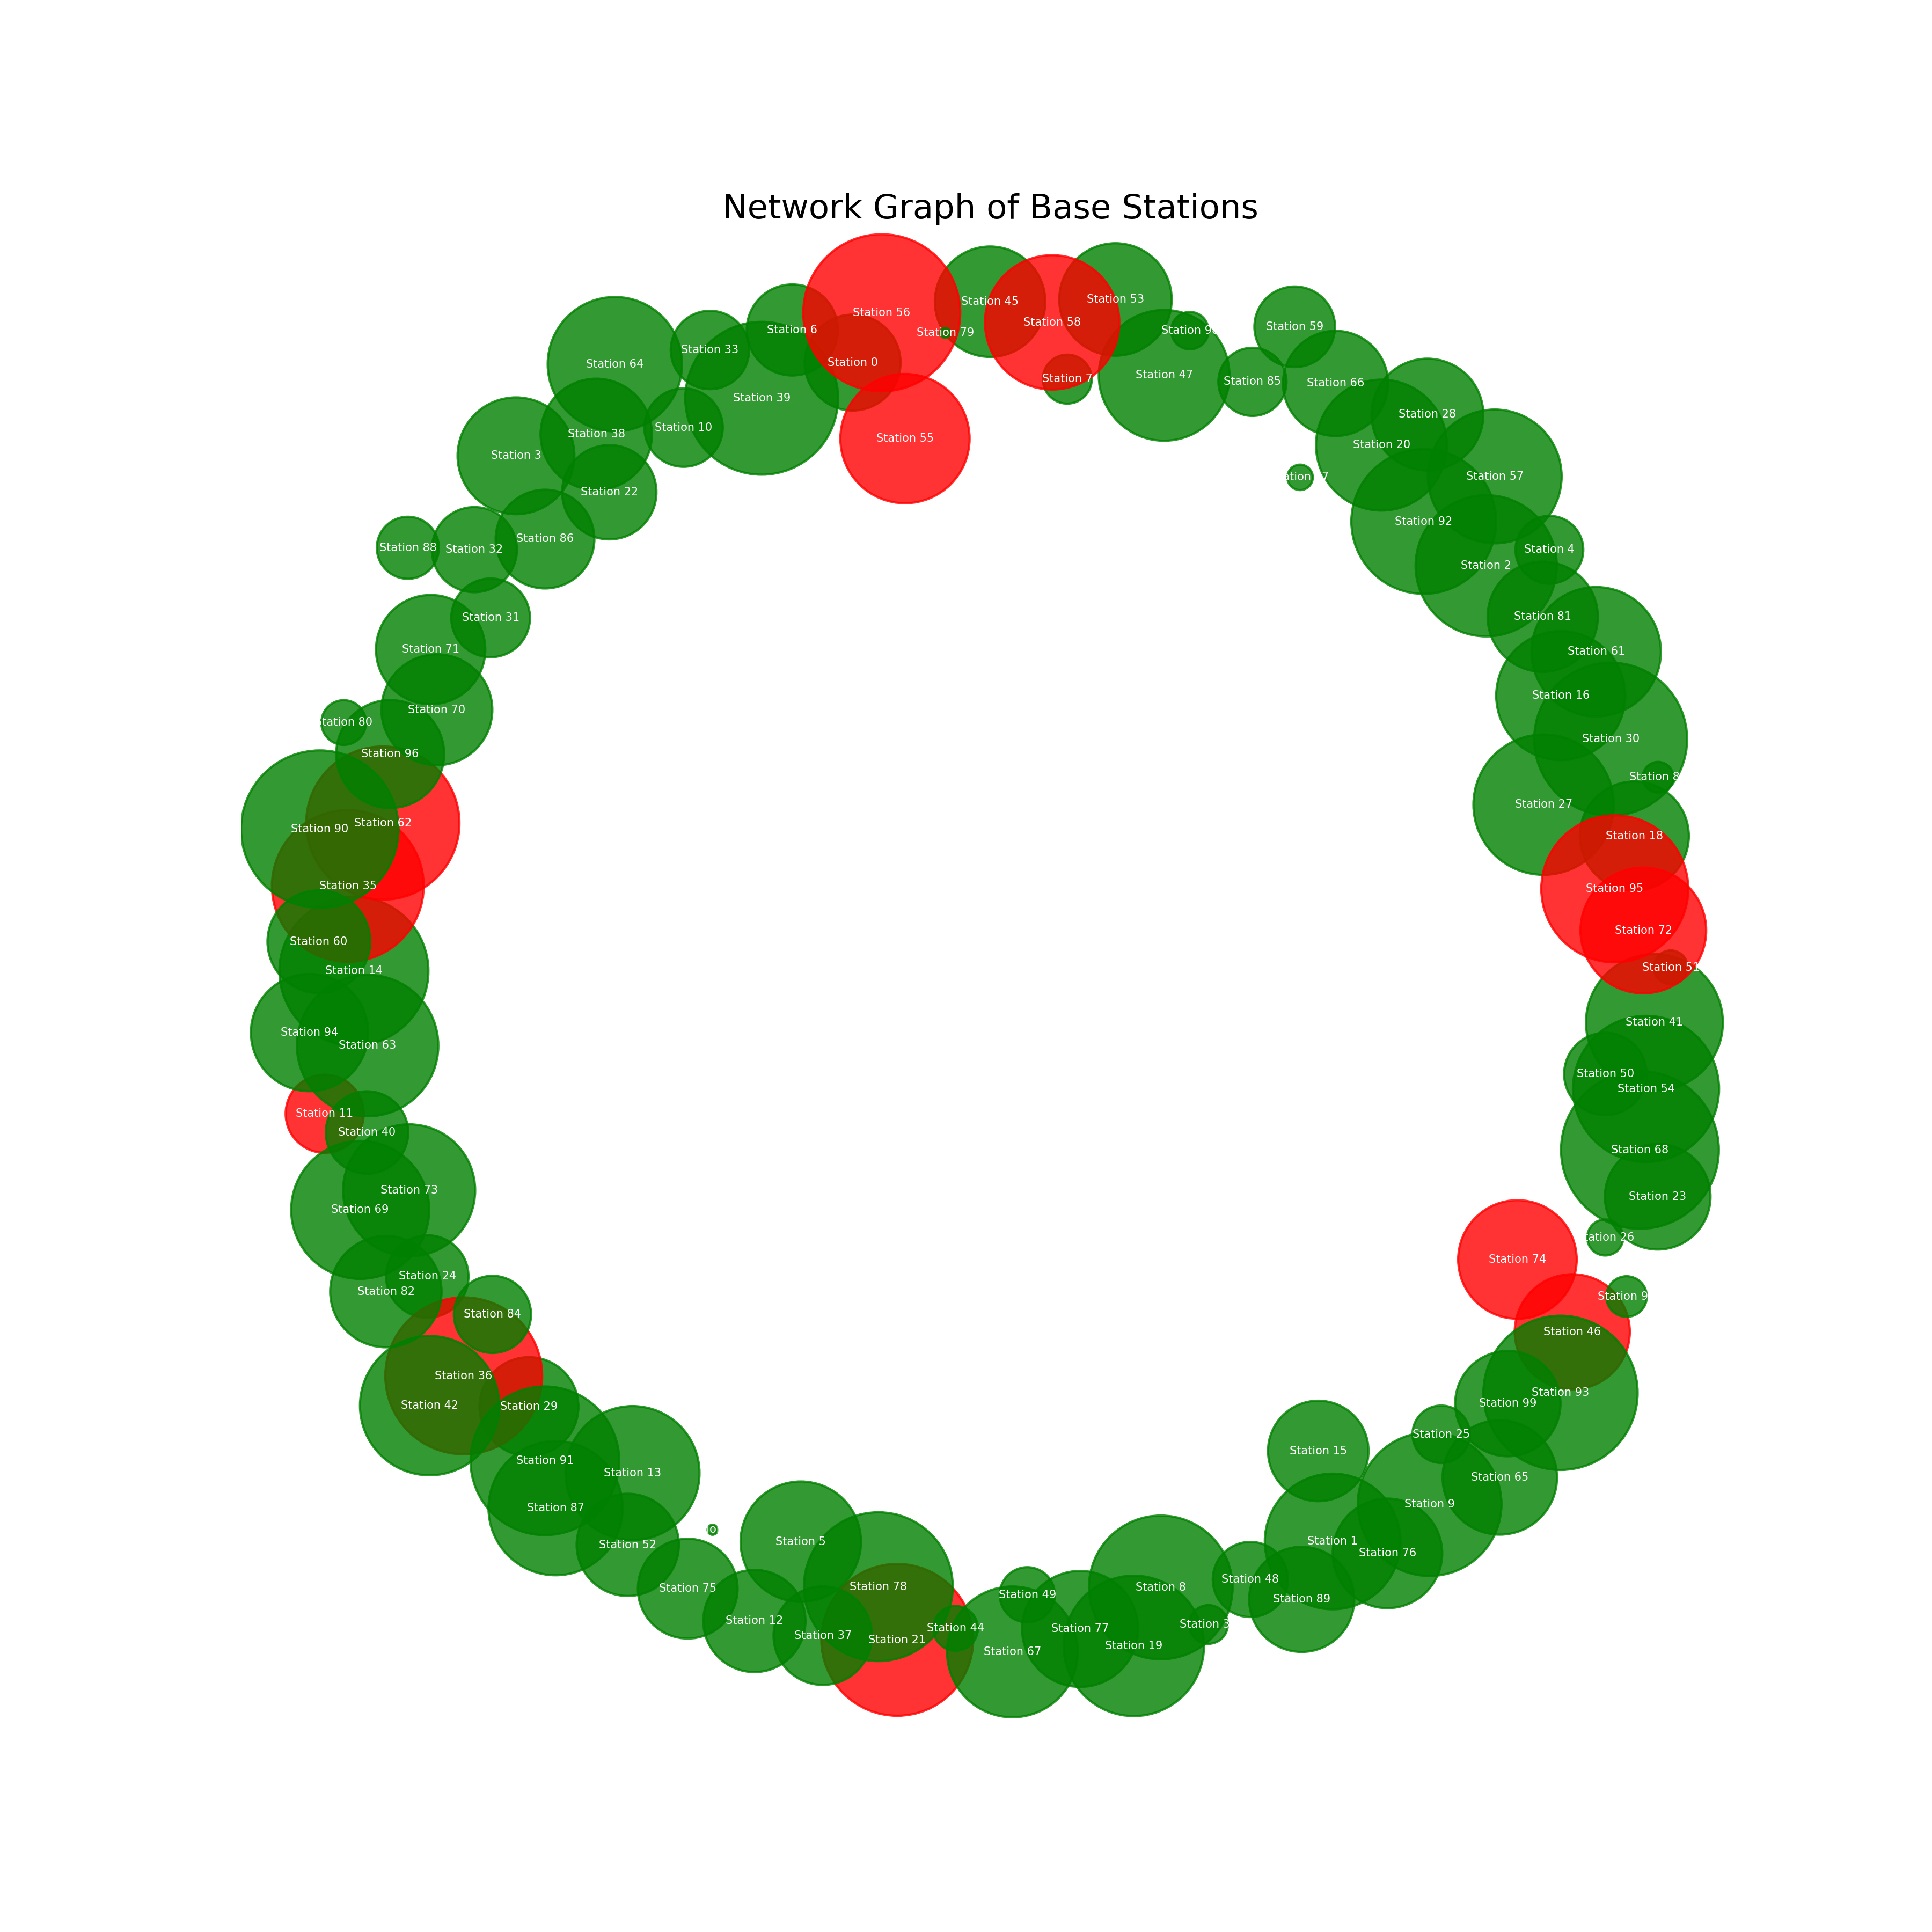 Network Graph of Base Stations
Station 56
Station 45
Station 53
Station 58
Station 6
Station 79
Station 59
Station 33
Station 0
Station 64
Station 7
Station 47
Station 85
Station 66
Station 39
Station 28
Station 10
Station 38
Station 55
Station 20
Station 3
Station 57
Station 22
Station 92
Station 86
Station 88
Station 32
Station 4
Station 2
Station 31
Station 81
Station 71
Station 61
Station 16
Station 70
Station 80
Station 30
Station 96
Station 8
Station 27
Station 62
Station 90
Station 18
Station 35
Station 95
Station 72
Station 60
Station 51
Station 14
Station 41
Station 94
Station 63
Station 50
Station 54
Station 11
Station 40
Station 68
Station 73
Station 23
Station 69
tation 26
Station 74
Station 24
Station 82
Station 9
Station 84
Station 46
Station 36
Station 93
Station 99
Station 42
Station 29
Station 25
Station 15
Station 91
Station 13
Station 65
Station 9
Station 87
Station 5
Station 1
Station 52
Station 76
Station 48
Station 78
Station 8
Station 75
Station 49
Station 89
Station 12
Station 3
Station 44
Station 77
Station 37
Station 21
Station 19
Station 67